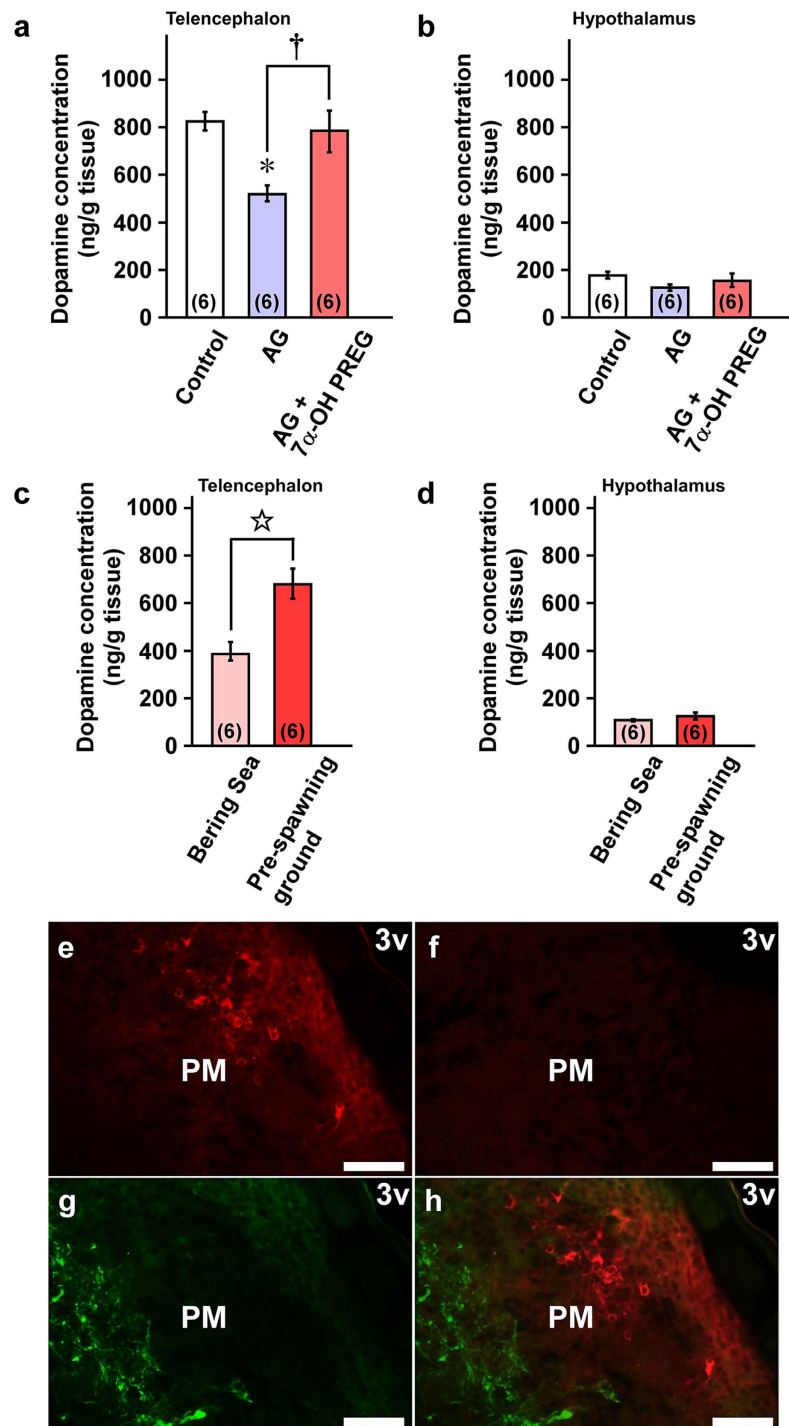 a
Telencephalon
†
1000
800
600
400
200
0
*
Dopamine concentration
(ng/g tissue)
(6)
(6)
(6)
Control
AG
AG +
7α-OH PREG
b
Hypothalamus
1000
800
600
400
200
0
Dopamine concentration
(ng/g tissue)
(6)
(6)
(6)
Control
AG
AG +
7α-OH PREG
c
Telencephalon
1000
800
600
400
200
0
☆
Dopamine concentration
(ng/g tissue)
(6)
(6)
Bering Sea
Pre-spawning
ground
d
Hypothalamus
1000
800
600
400
200
0
Dopamine concentration
(ng/g tissue)
(6)
(6)
Bering Sea
Pre-spawning
ground
e
3v
PM
f
3v
PM
g
3v
PM
h
3v
PM